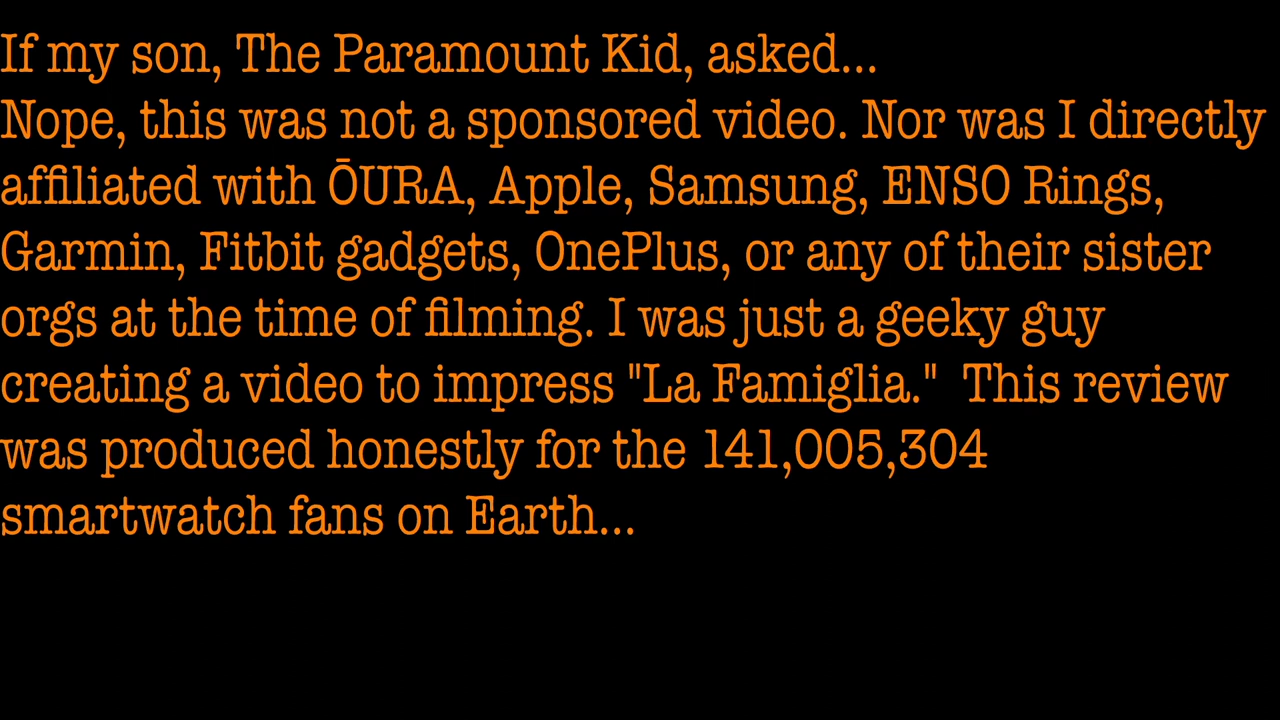 If my son, The Paramount Kid, asked...
Nope, this was not a sponsored video. Nor was I directly
affiliated with ŌURA, Apple, Samsung, ENSO Rings,
Garmin, Fitbit gadgets, OnePlus, or any of their sister
orgs at the time of filming. I was just a geeky guy
creating a video to impress "La Famiglia."  This review
was produced honestly for the 141,005,304
smartwatch fans on Earth...